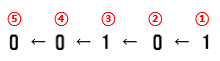 ⑤ ④ ③ ② ①
0 ← 0 ← 1 ← 0 ← 1